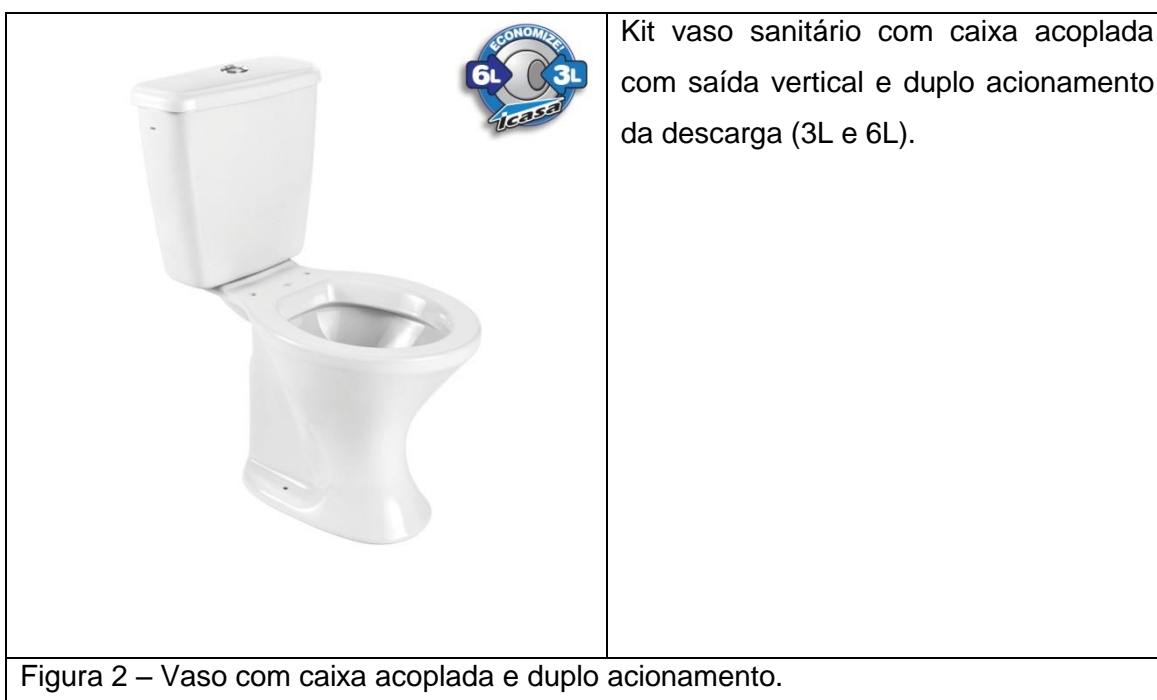 ECONOMIZE!
6L 3L
Icasa
Kit vaso sanitário com caixa acoplada
com saída vertical e duplo acionamento
da descarga (3L e 6L).
Figura 2 – Vaso com caixa acoplada e duplo acionamento.